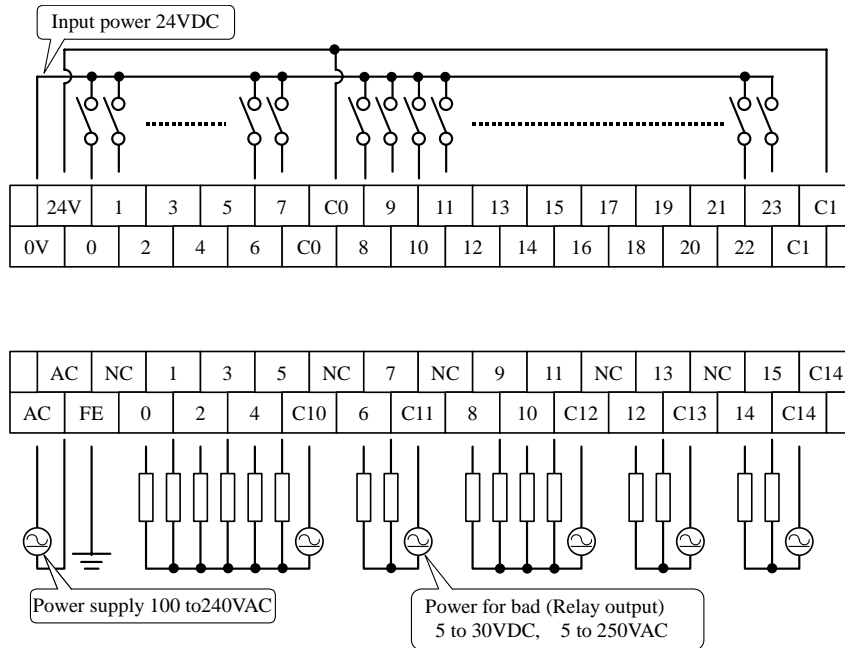 Input power 24VDC
24V 1 3 5 7 C0 9 11 13 15 17 19 21 23 C1
0V 0 2 4 6 C0 8 10 12 14 16 18 20 22 C1
AC NC 1 3 5 NC 7 NC 9 11 NC 13 NC 15 C14
AC FE 0 2 4 C10 6 C11 8 10 C12 12 C13 14 C14
Power supply 100 to240VAC
Power for bad (Relay output)
5 to 30VDC, 5 to 250VAC